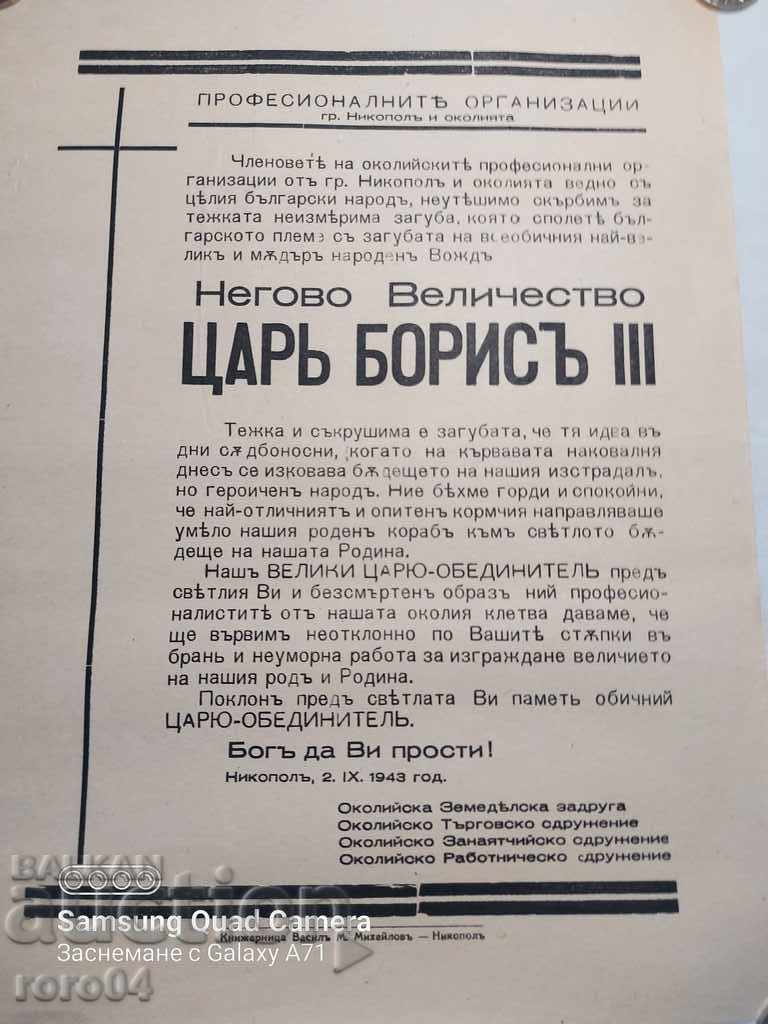 ПРОФЕСИОНАЛНИТѢ ОРГАНИЗАЦИИ
гр. Никополъ и околията
Членоветѣ на околийскитѣ професионални ор-
ганизации отъ гр. Никополъ и околията ведно съ
цѣлия български народъ, неутѣшимо скърбимъ за
тежката неизмѣрима загуба, която сполетѣ бъл-
гарското племе съ загубата на всеобичния най-ве-
ликъ и мѫдъръ народенъ Вождъ
Негово Величество
ЦАРЬ БОРИСЪ III
Тежка и съкрушима е загубата, че тя идва въ
дни сѫдбоносни, когато на кървавата наковалня
днесъ се изковава бѫдещето на нашия изстрадалъ,
но героиченъ народъ. Ние бѣхме горди и спокойни,
че най-отличниятъ и опитенъ кормчия направляваше
умѣло нашия роденъ корабъ къмъ свѣтлото бѫ-
деще на нашата Родина.
Нашъ ВЕЛИКИ ЦАРЮ-ОБЕДИНИТЕЛЬ предъ
свѣтлия Ви и безсмъртенъ образъ ний професио-
налиститѣ отъ нашата околия клетва даваме, че
ще вървимъ неотклонно по Вашитѣ стѫпки въ
брань и неуморна работа за изграждане величието
на нашия родъ и Родина.
Поклонъ предъ свѣтлата Ви паметь обичний
ЦАРЮ-ОБЕДИНИТЕЛЬ.
Богъ да Ви прости!
Никополъ, 2. IX. 1943 год.
Околийска Земедѣлска задруга
Околийско Търговско сдружение
Околийско Занаятчийско сдружение
Околийско Работническо сдружение
BALKAN
auction
Samsung Quad Camera
Заснемане с Galaxy A71
Книжарница Василъ М. Михайловъ — Никополъ
roro04